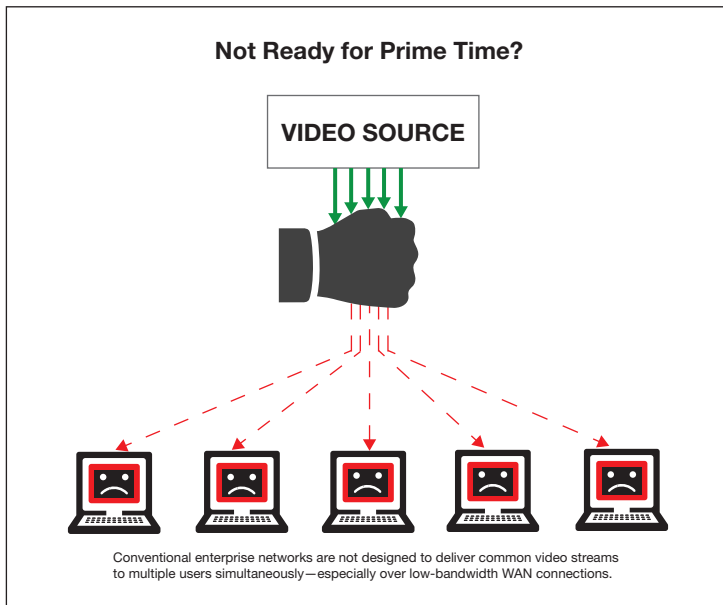 Not Ready for Prime Time?
VIDEO SOURCE
Conventional enterprise networks are not designed to deliver common video streams
to multiple users simultaneously—especially over low-bandwidth WAN connections.